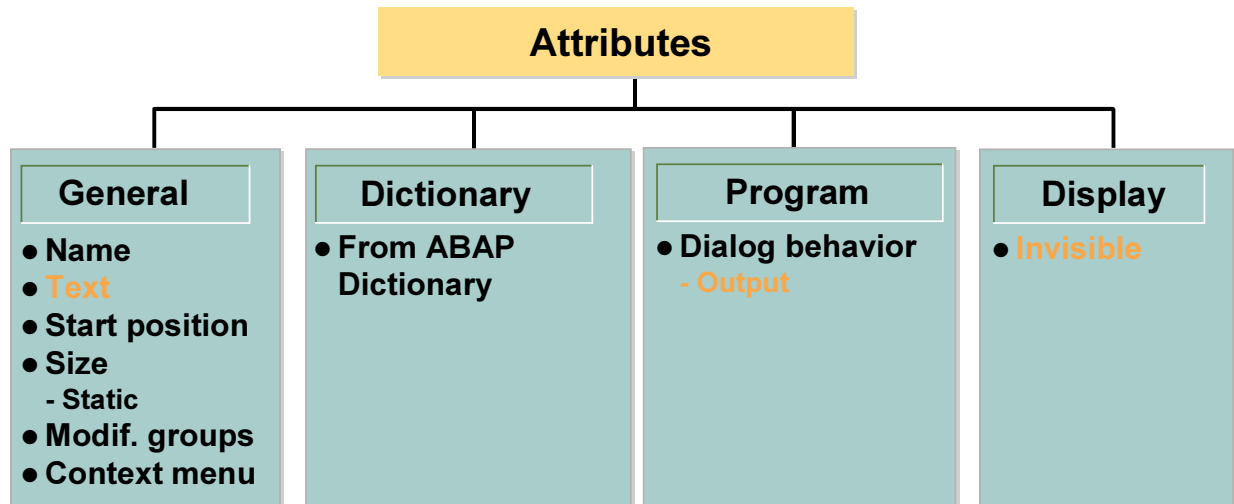 Attributes
General
● Name
● Text
● Start position
● Size
- Static
● Modif. groups
● Context menu
Dictionary
● From ABAP
Dictionary
Program
● Dialog behavior
- Output
Display
● Invisible